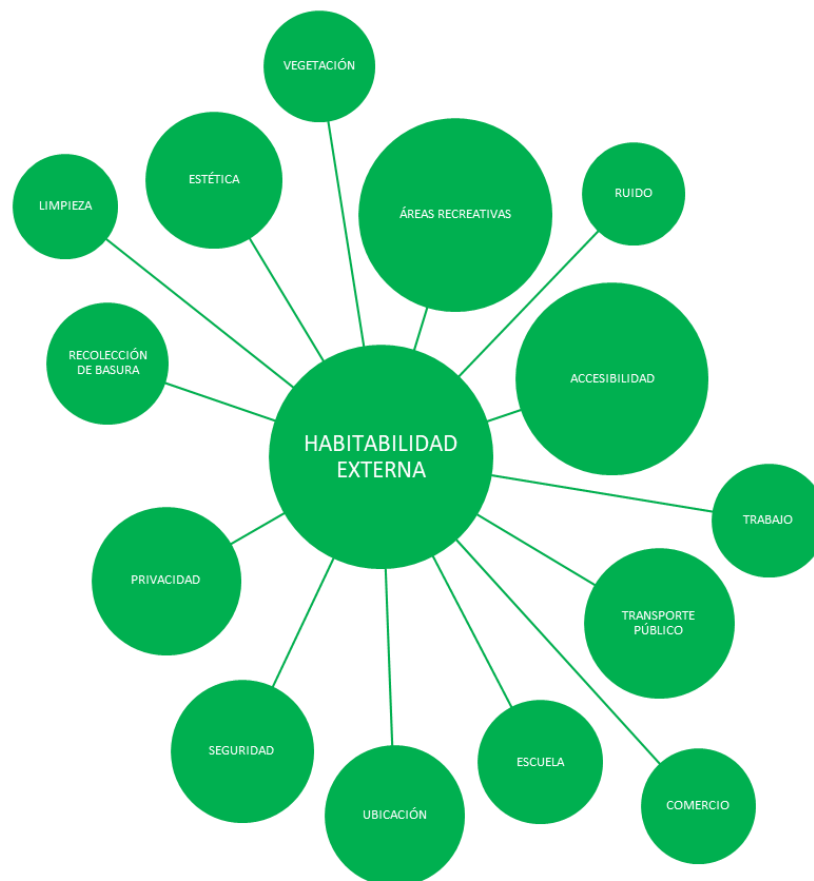 VEGETACIÓN
ESTÉTICA
LIMPIEZA
ÁREAS RECREATIVAS
RUIDO
RECOLECCIÓN
DE BASURA
ACCESIBILIDAD
HABITABILIDAD
EXTERNA
TRABAJO
PRIVACIDAD
TRANSPORTE
PÚBLICO
SEGURIDAD
UBICACIÓN
ESCUELA
COMERCIO